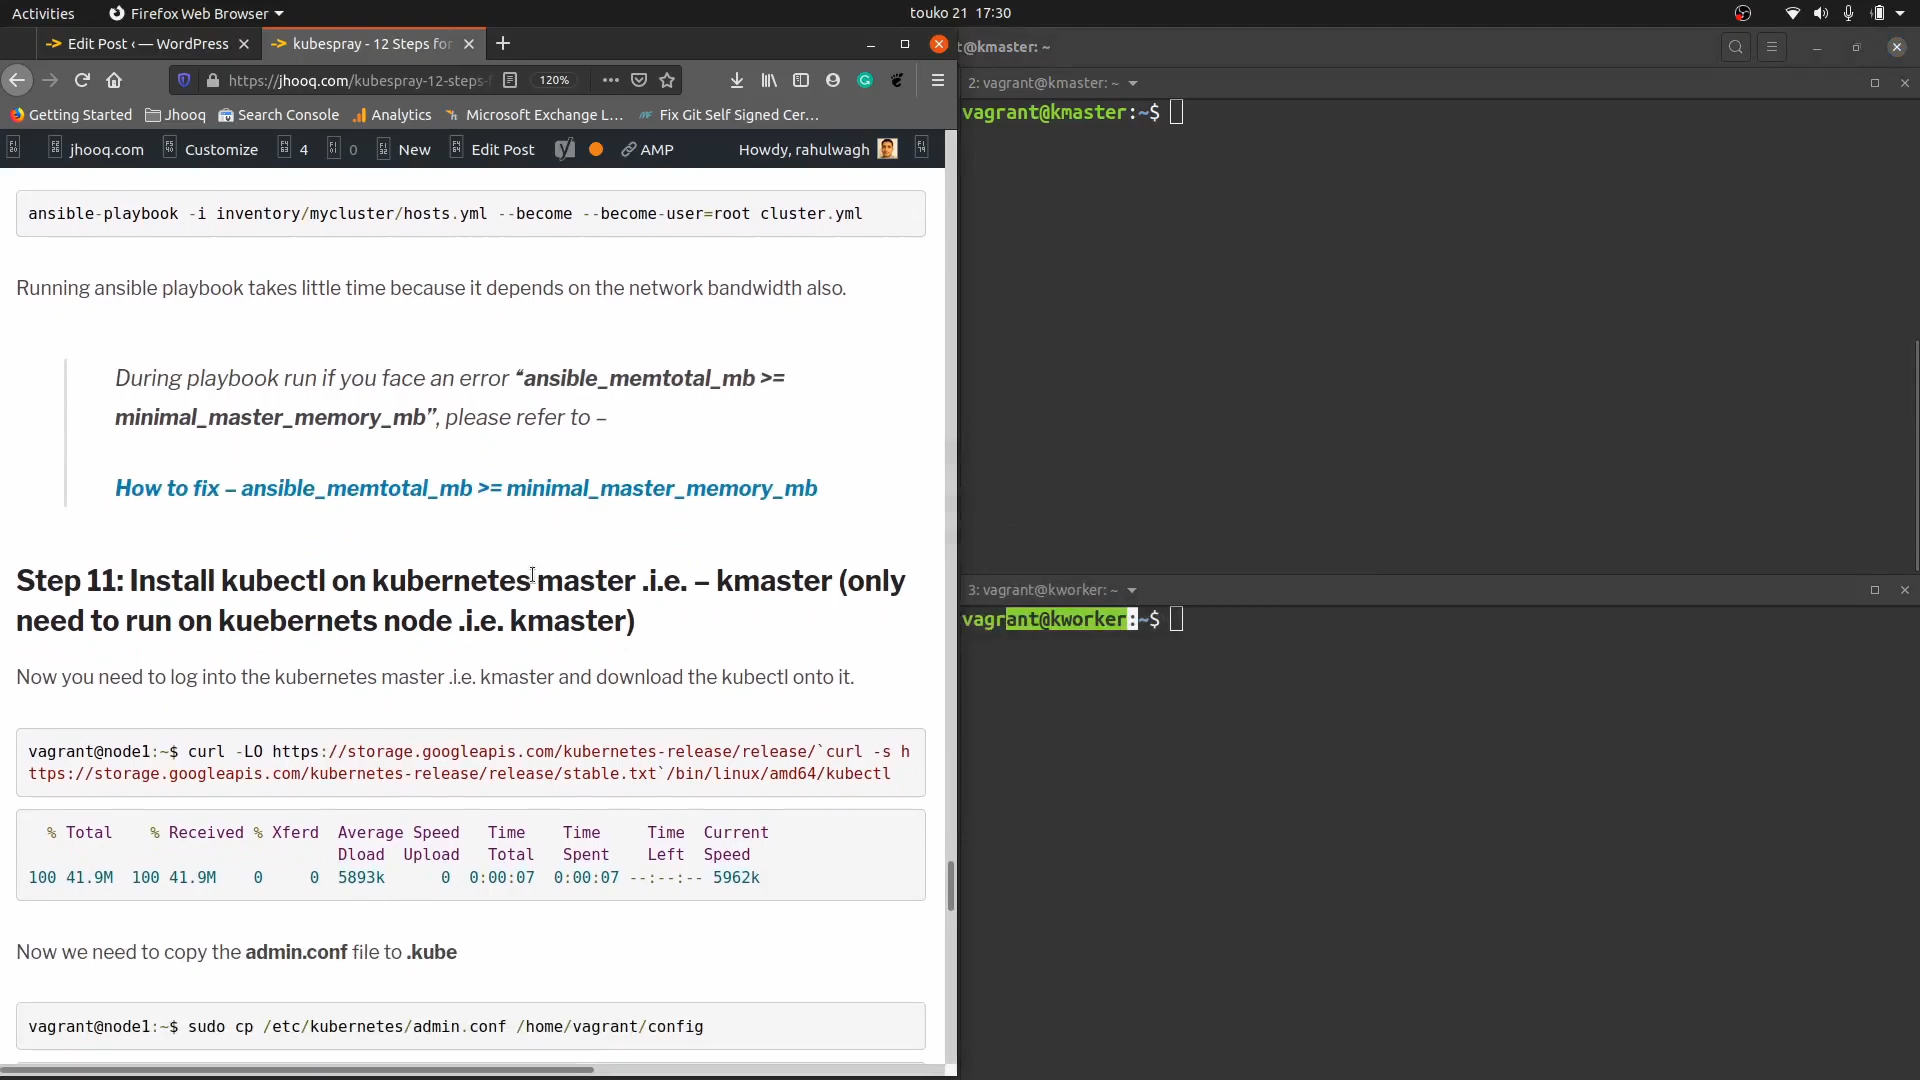 Activities
Firefox Web Browser
touko 21 17:30
Edit Post ‹ — WordPress
kubespray - 12 Steps for
t@kmaster: ~
https://jhooq.com/kubespray-12-steps-
120%
2: vagrant@kmaster: ~
Getting Started
Jhooq
Search Console
Analytics
Microsoft Exchange L...
Fix Git Self Signed Cer...
vagrant@kmaster:~$
jhooq.com
Customize
4
0
New
Edit Post
AMP
Howdy, rahulwagh
ansible-playbook -i inventory/mycluster/hosts.yml --become --become-user=root cluster.yml
Running ansible playbook takes little time because it depends on the network bandwidth also.
During playbook run if you face an error “ansible_memtotal_mb >=
minimal_master_memory_mb”, please refer to –
How to fix – ansible_memtotal_mb >= minimal_master_memory_mb
Step 11: Install kubectl on kubernetes master .i.e. – kmaster (only
need to run on kuebernets node .i.e. kmaster)
3: vagrant@kworker: ~
vagrant@kworker:~$
Now you need to log into the kubernetes master .i.e. kmaster and download the kubectl onto it.
vagrant@node1:~$ curl -LO https://storage.googleapis.com/kubernetes-release/release/`curl -s h
ttps://storage.googleapis.com/kubernetes-release/release/stable.txt`/bin/linux/amd64/kubectl
% Total % Received % Xferd Average Speed Time Time Time Current
Dload Upload Total Spent Left Speed
100 41.9M 100 41.9M 0 0 5893k 0 0:00:07 0:00:07 --:--:-- 5962k
Now we need to copy the admin.conf file to .kube
vagrant@node1:~$ sudo cp /etc/kubernetes/admin.conf /home/vagrant/config